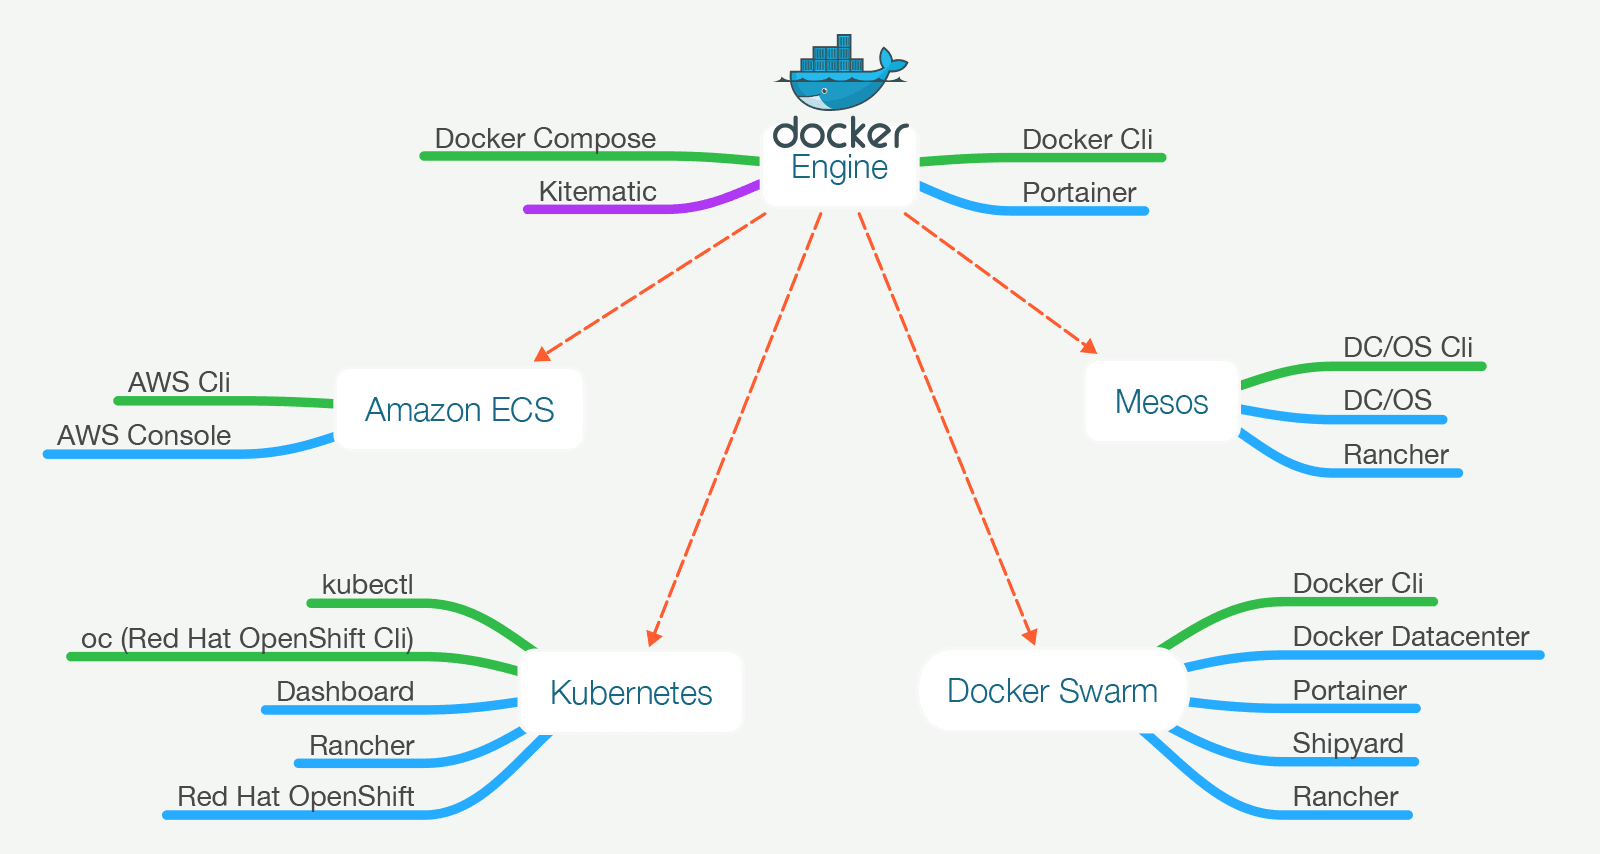 docker
Engine
Docker Compose
Kitematic
Docker Cli
Portainer
Amazon ECS
AWS Cli
AWS Console
Mesos
DC/OS Cli
DC/OS
Rancher
Kubernetes
kubectl
oc (Red Hat OpenShift Cli)
Dashboard
Rancher
Red Hat OpenShift
Docker Swarm
Docker Cli
Docker Datacenter
Portainer
Shipyard
Rancher